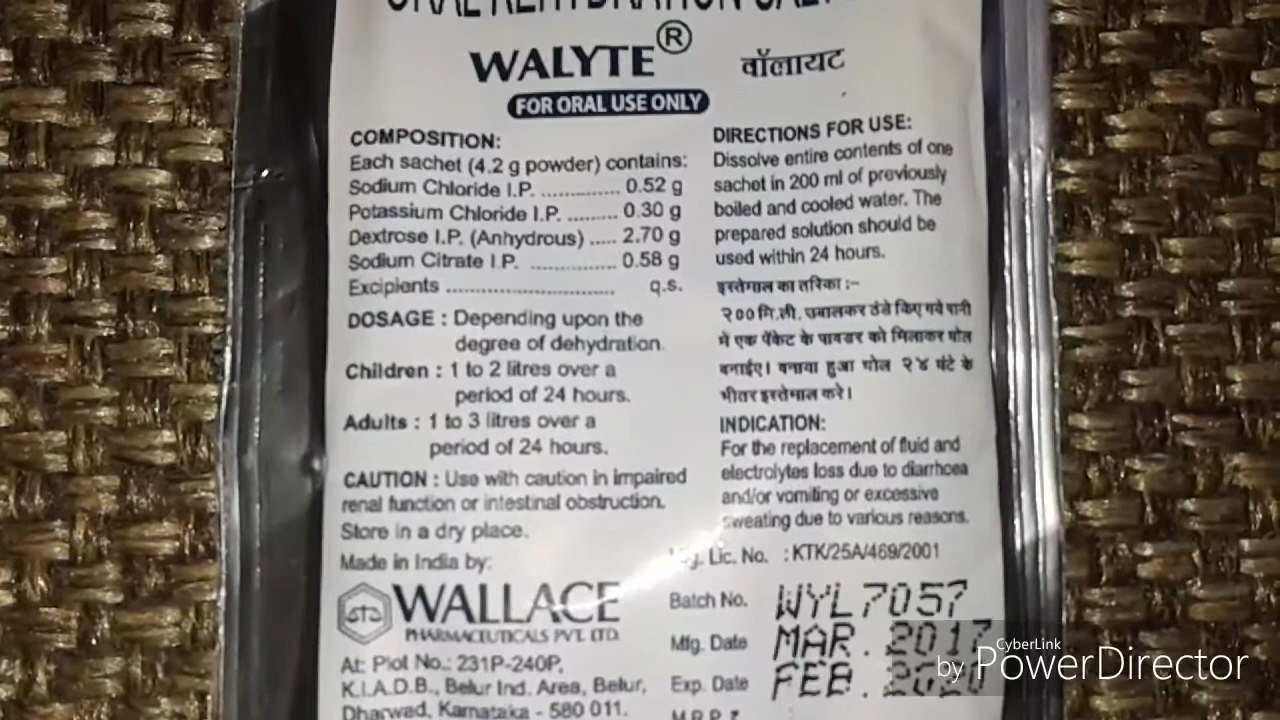 ORAL REHYDRATION SALTS
WALYTE® वॉलायट
FOR ORAL USE ONLY
COMPOSITION:
Each sachet (4.2 g powder) contains:
Sodium Chloride I.P. .............. 0.52 g
Potassium Chloride I.P. ......... 0.30 g
Dextrose I.P. (Anhydrous) ..... 2.70 g
Sodium Citrate I.P. ............... 0.58 g
Excipients .............................. q.s.
DOSAGE : Depending upon the
degree of dehydration.
Children : 1 to 2 litres over a
period of 24 hours.
Adults : 1 to 3 litres over a
period of 24 hours.
CAUTION : Use with caution in impaired
renal function or intestinal obstruction.
Store in a dry place.
Made in India by:
WALLACE
PHARMACEUTICALS PVT. LTD.
At: Plot No.: 231P-240P,
K.I.A.D.B., Belur Ind. Area, Belur,
Dharwad, Karnataka - 580 011.
DIRECTIONS FOR USE:
Dissolve entire contents of one
sachet in 200 ml of previously
boiled and cooled water. The
prepared solution should be
used within 24 hours.
इस्तेमाल का तरिका :-
२०० मि.ली. उबालकर ठंडे किए गये पानी
में एक पॅकेट के पावडर को मिलाकर घोल
बनाईए। बनाया हुआ घोल २४ घंटे के
भीतर इस्तेमाल करे।
INDICATION:
For the replacement of fluid and
electrolytes loss due to diarrhoea
and/or vomiting or excessive
sweating due to various reasons.
Lic. No. : KTK/25A/469/2001
Batch No. WYL7057
Mfg. Date MAR. 2017
Exp. Date FEB. 2020
M.R.P. ₹
CyberLink
by PowerDirector